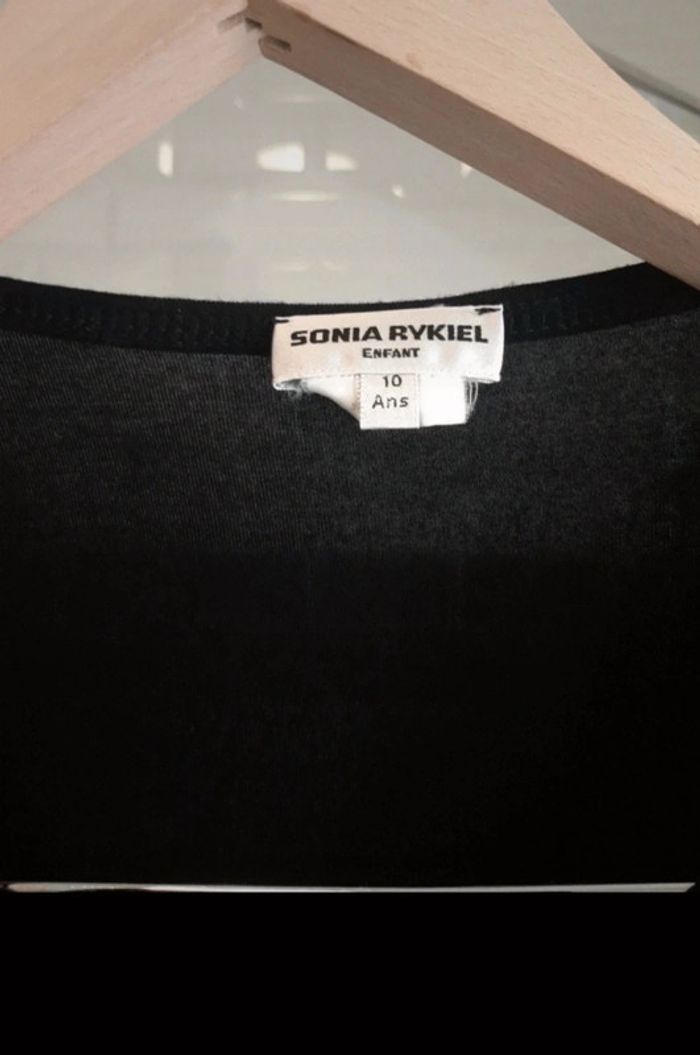 SONIA RYKIEL
ENFANT
10
Ans